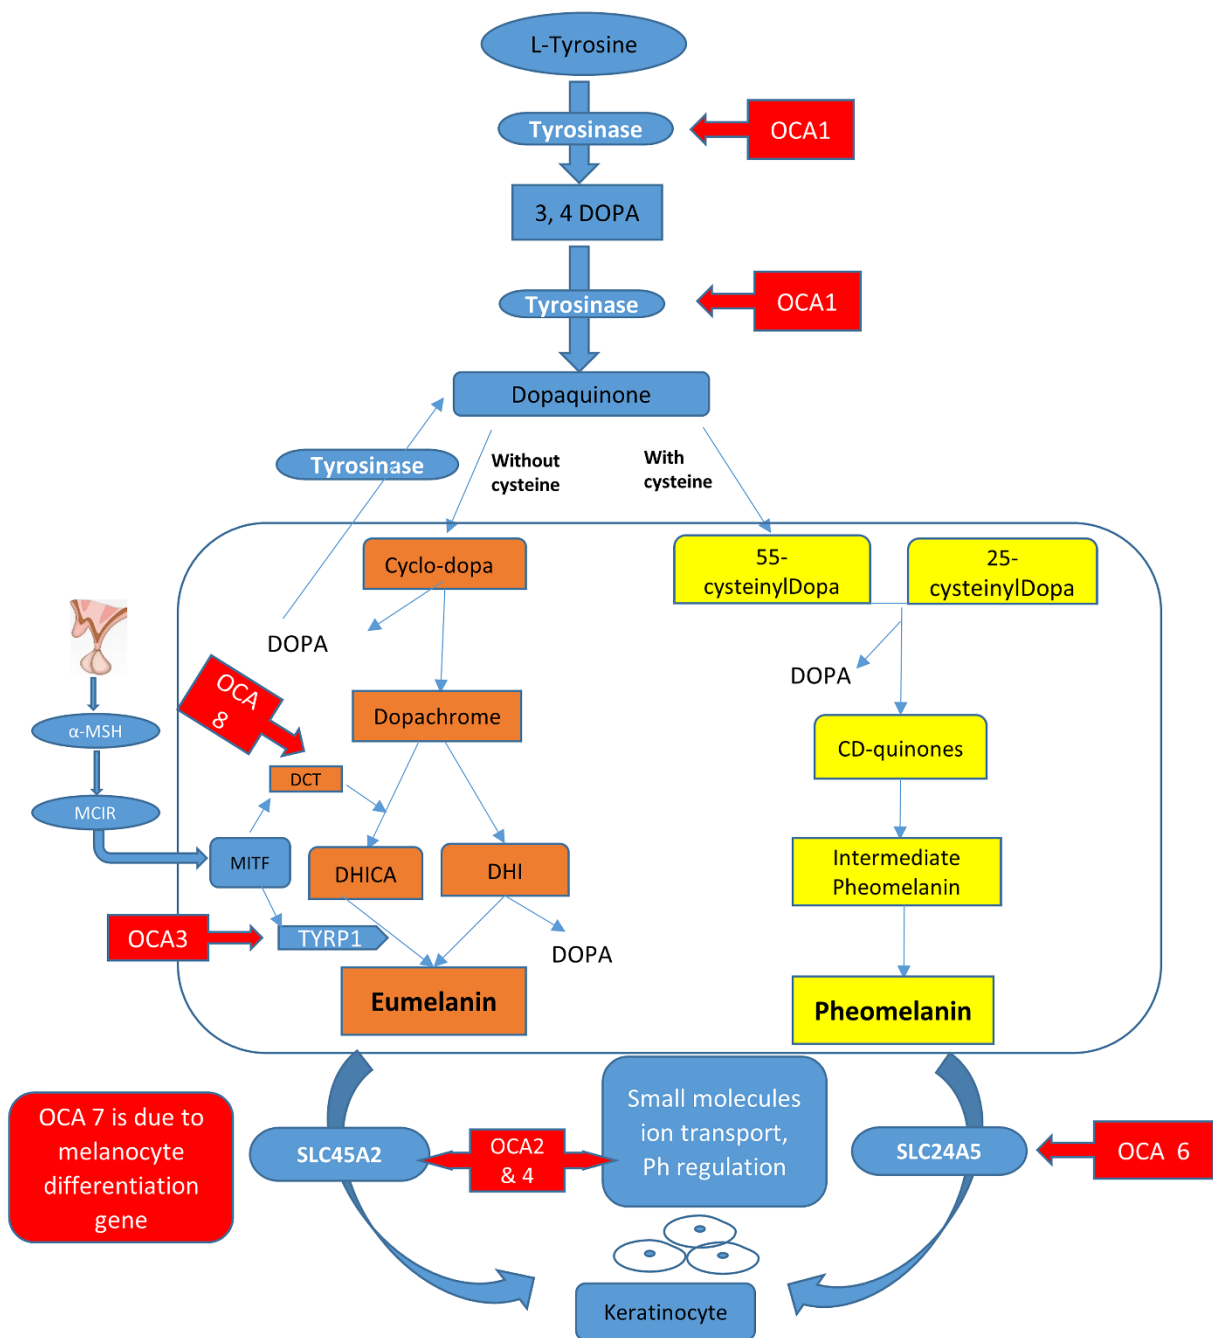 L-Tyrosine
Tyrosinase
OCA1
3, 4 DOPA
Tyrosinase
OCA1
Dopaquinone
Tyrosinase
Without
cysteine
With
cysteine
Cyclo-dopa
55-
cysteinylDopa
25-
cysteinylDopa
DOPA
DOPA
OCA
8
Dopachrome
α-MSH
CD-quinones
DCT
MCIR
MITF
DHICA
DHI
Intermediate
Pheomelanin
OCA3
TYRP1
DOPA
Eumelanin
Pheomelanin
OCA 7 is due to
melanocyte
differentiation
gene
SLC45A2
OCA2
& 4
Small molecules
ion transport,
Ph regulation
SLC24A5
OCA 6
Keratinocyte